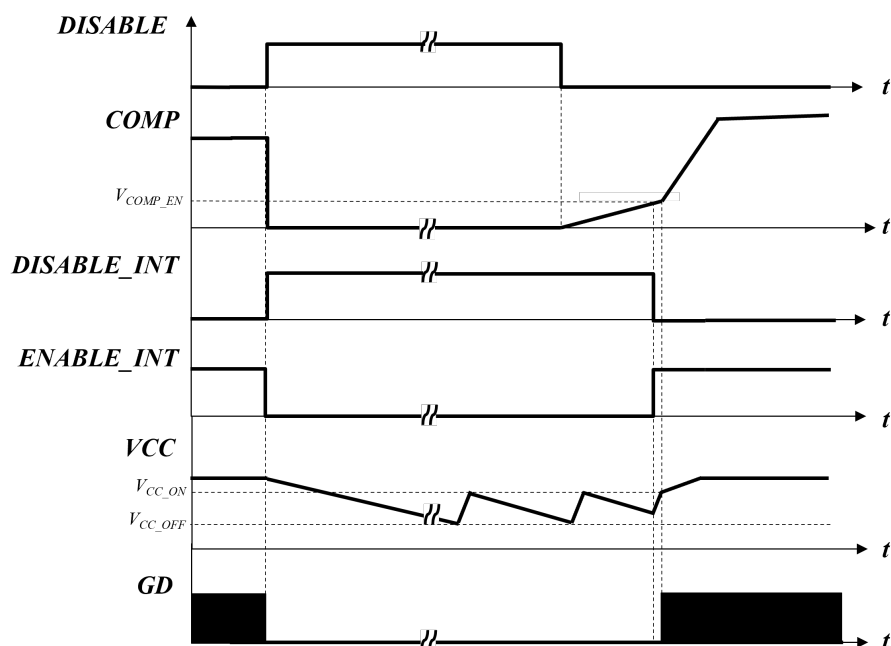 DISABLE
t
COMP
V_COMP_EN
t
DISABLE_INT
t
ENABLE_INT
t
VCC
V_CC_ON
V_CC_OFF
t
GD
t